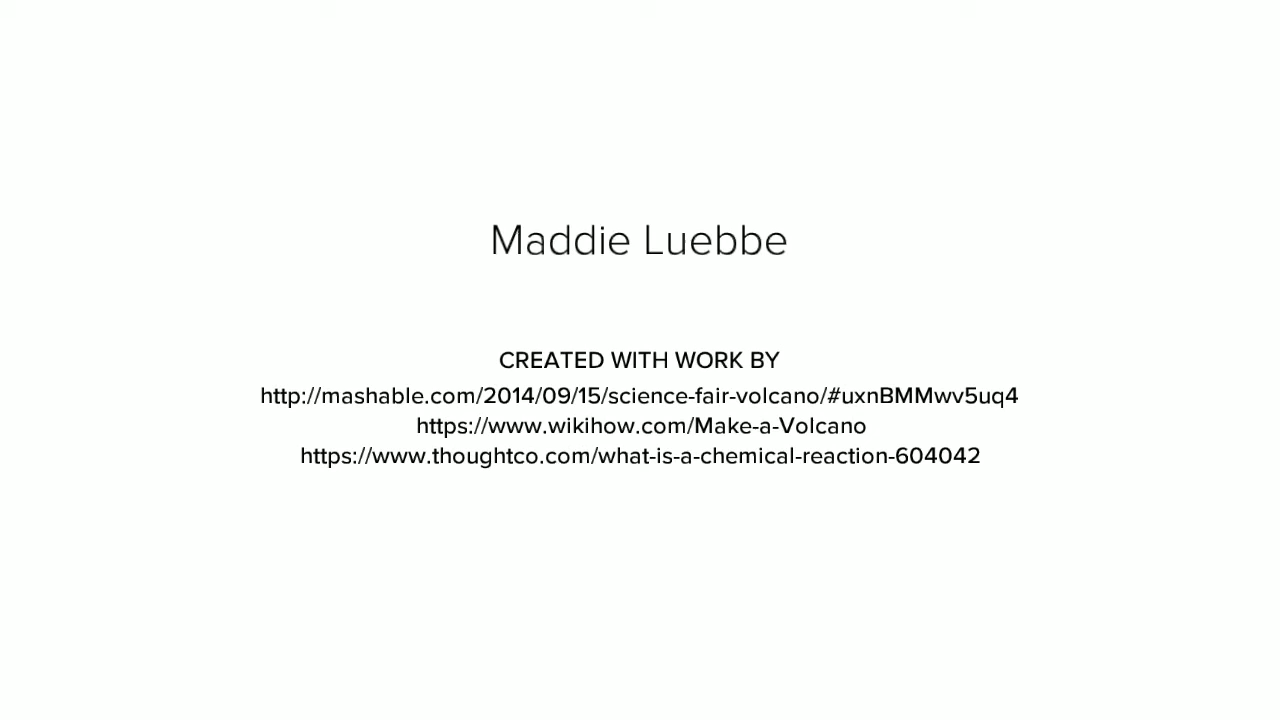 Maddie Luebbe
CREATED WITH WORK BY
http://mashable.com/2014/09/15/science-fair-volcano/#uxnBMMwv5uq4
https://www.wikihow.com/Make-a-Volcano
https://www.thoughtco.com/what-is-a-chemical-reaction-604042